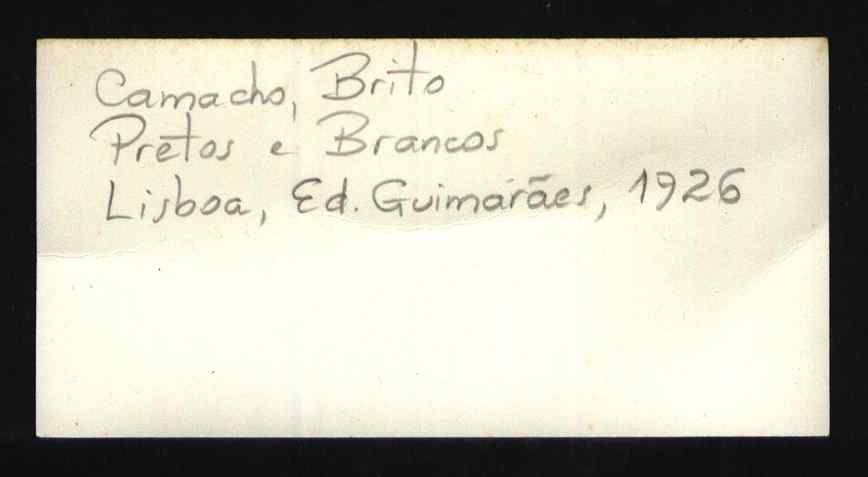 Camacho, Brito
Pretos e Brancos
Lisboa, Ed. Guimarães, 1926